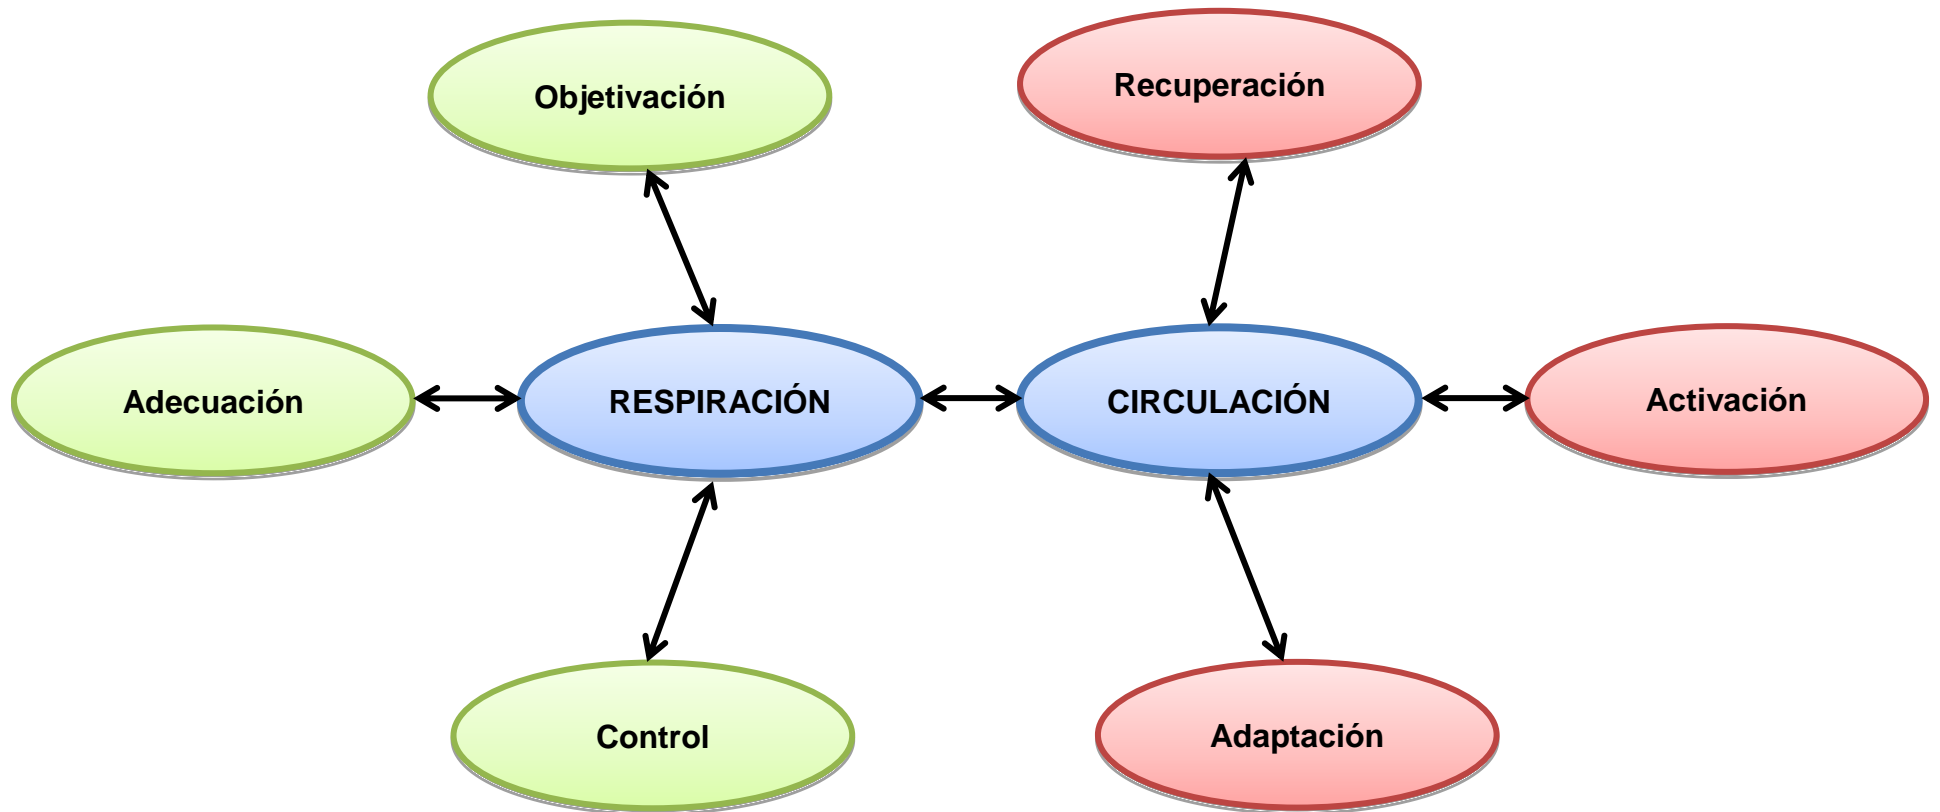 Objetivación
Recuperación
Adecuación
RESPIRACIÓN
CIRCULACIÓN
Activación
Control
Adaptación